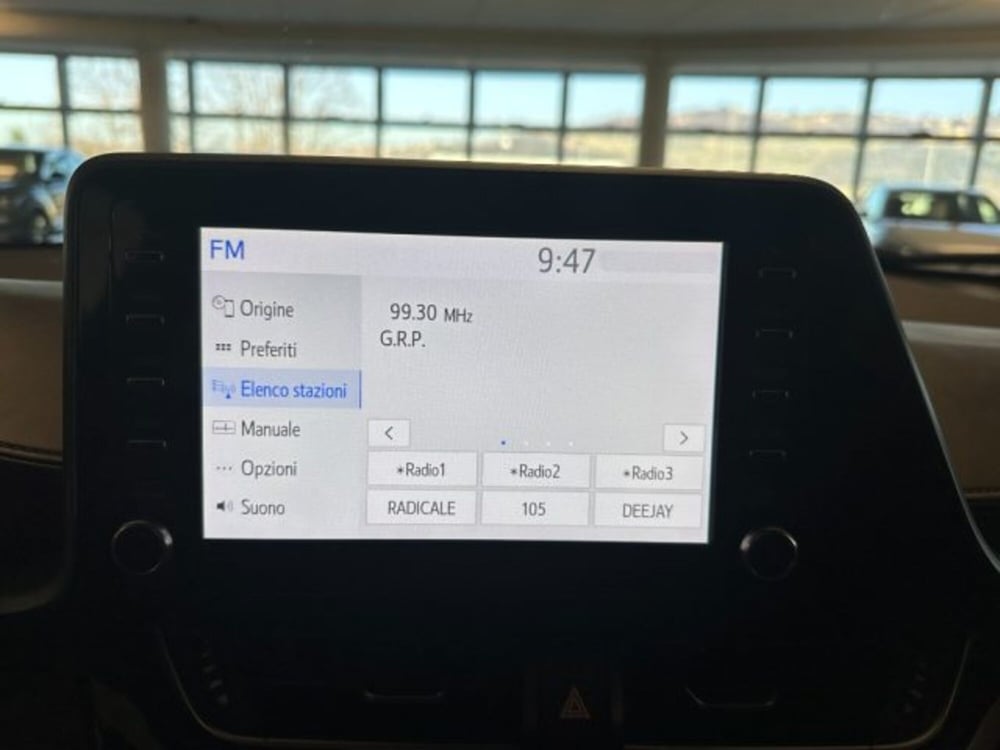 FM
9:47
Origine
Preferiti
Elenco stazioni
Manuale
Opzioni
Suono
99.30 MHz
G.R.P.
*Radio1
*Radio2
*Radio3
RADICALE
105
DEEJAY